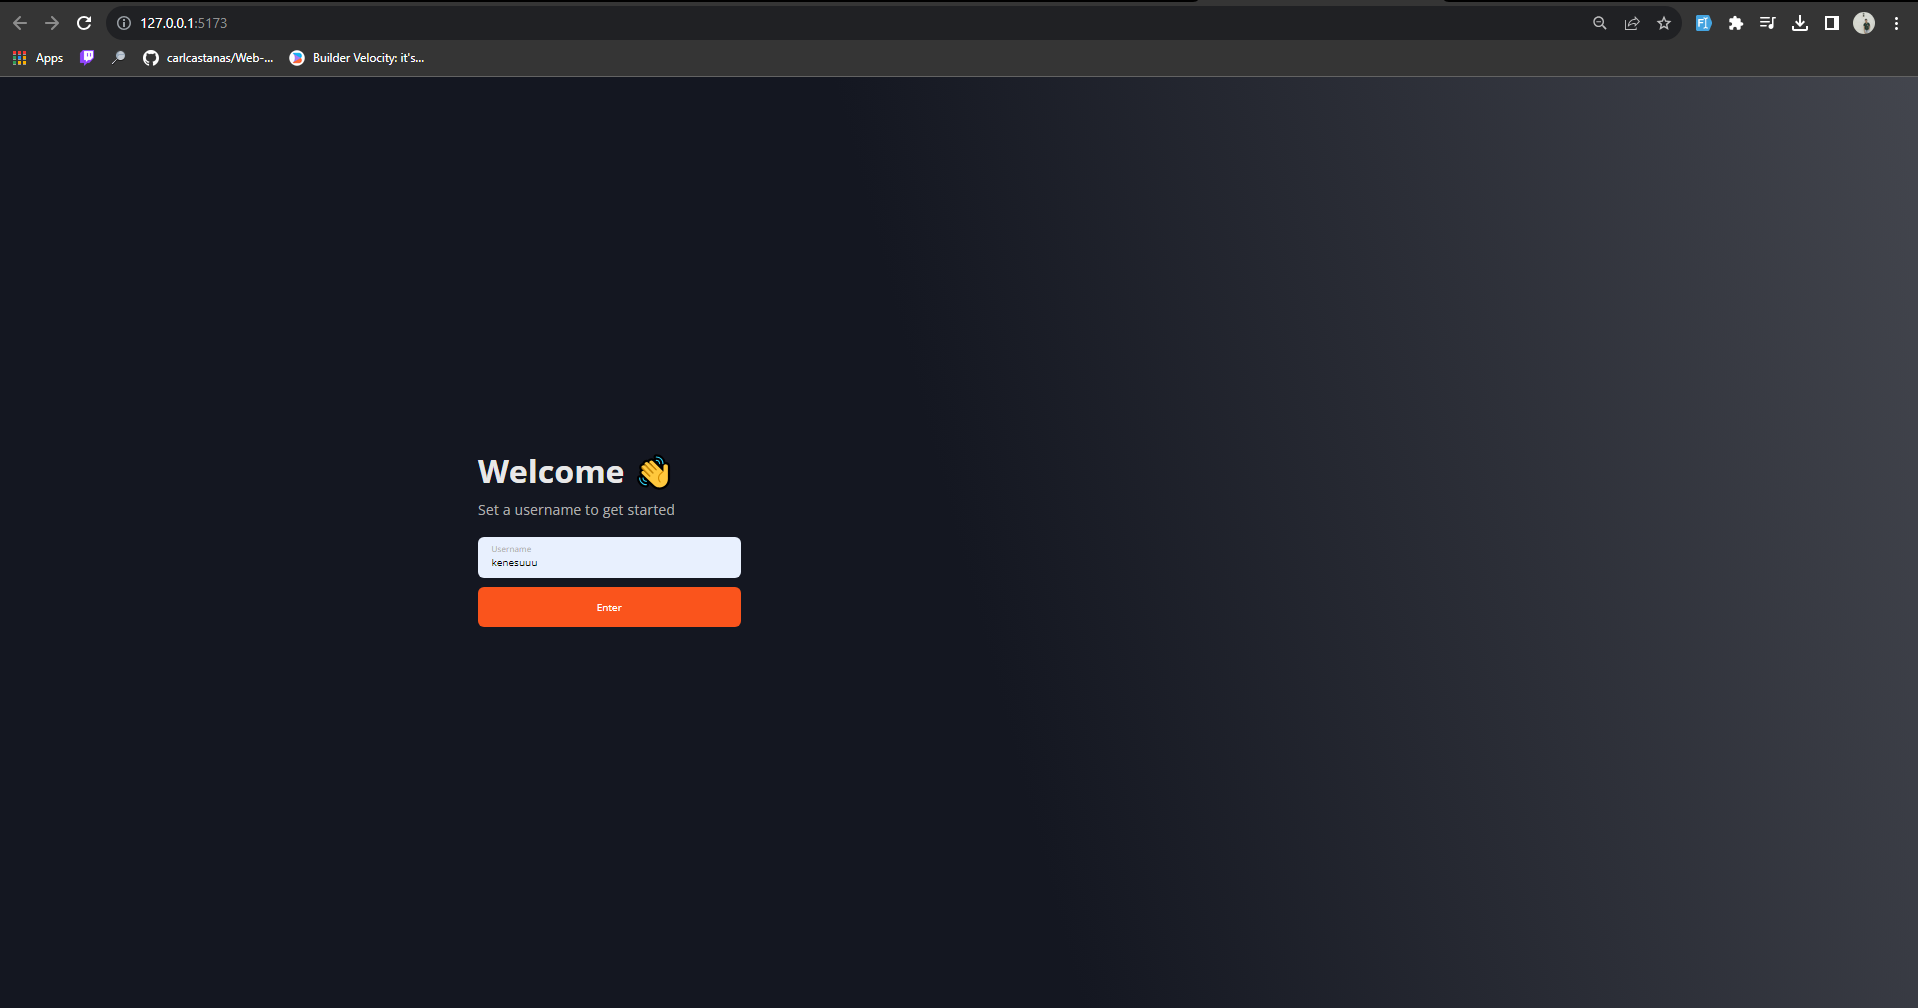 127.0.0.1:5173
Apps
carlcastanas/Web-...
Builder Velocity: it's...
Welcome 👋
Set a username to get started
Username
kenesuuu
Enter